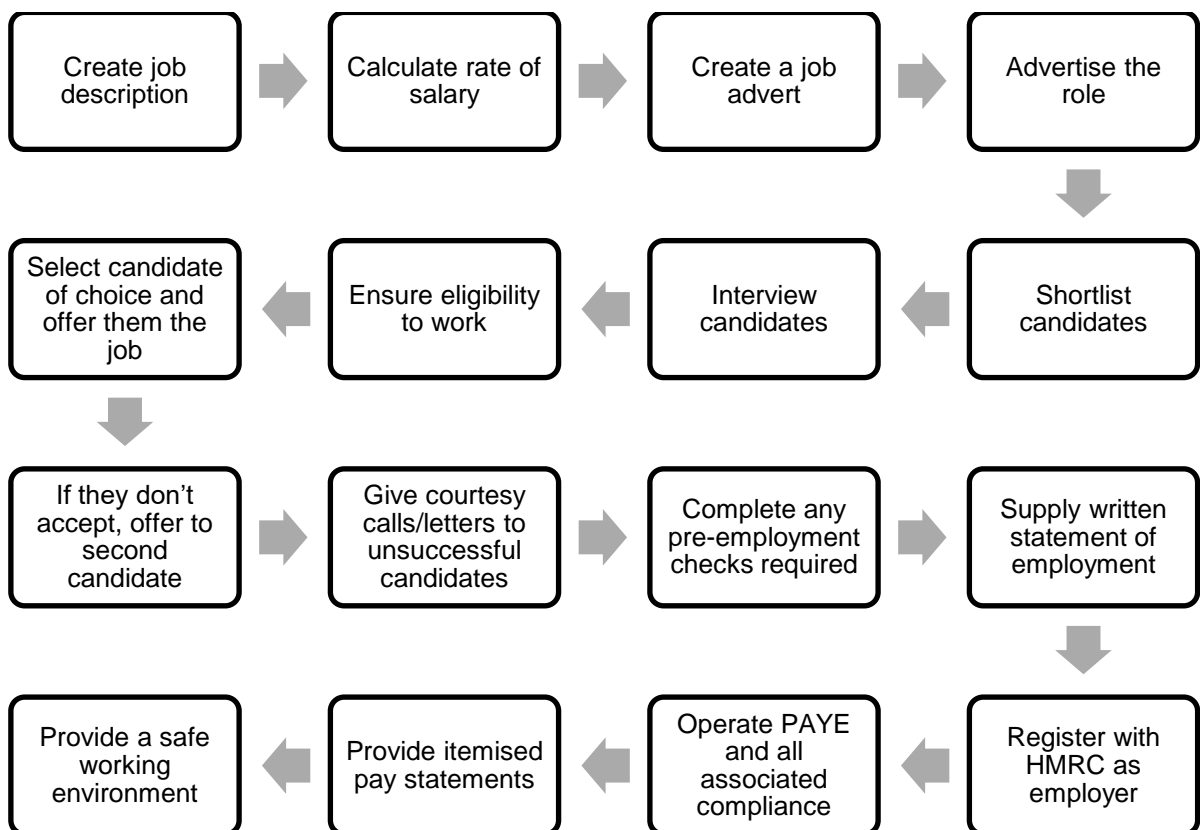 Create job
description
Calculate rate of
salary
Create a job
advert
Advertise the
role
Shortlist
candidates
Interview
candidates
Ensure eligibility
to work
Select candidate
of choice and
offer them the
job
If they don’t
accept, offer to
second
candidate
Give courtesy
calls/letters to
unsuccessful
candidates
Complete any
pre-employment
checks required
Supply written
statement of
employment
Register with
HMRC as
employer
Operate PAYE
and all
associated
compliance
Provide itemised
pay statements
Provide a safe
working
environment